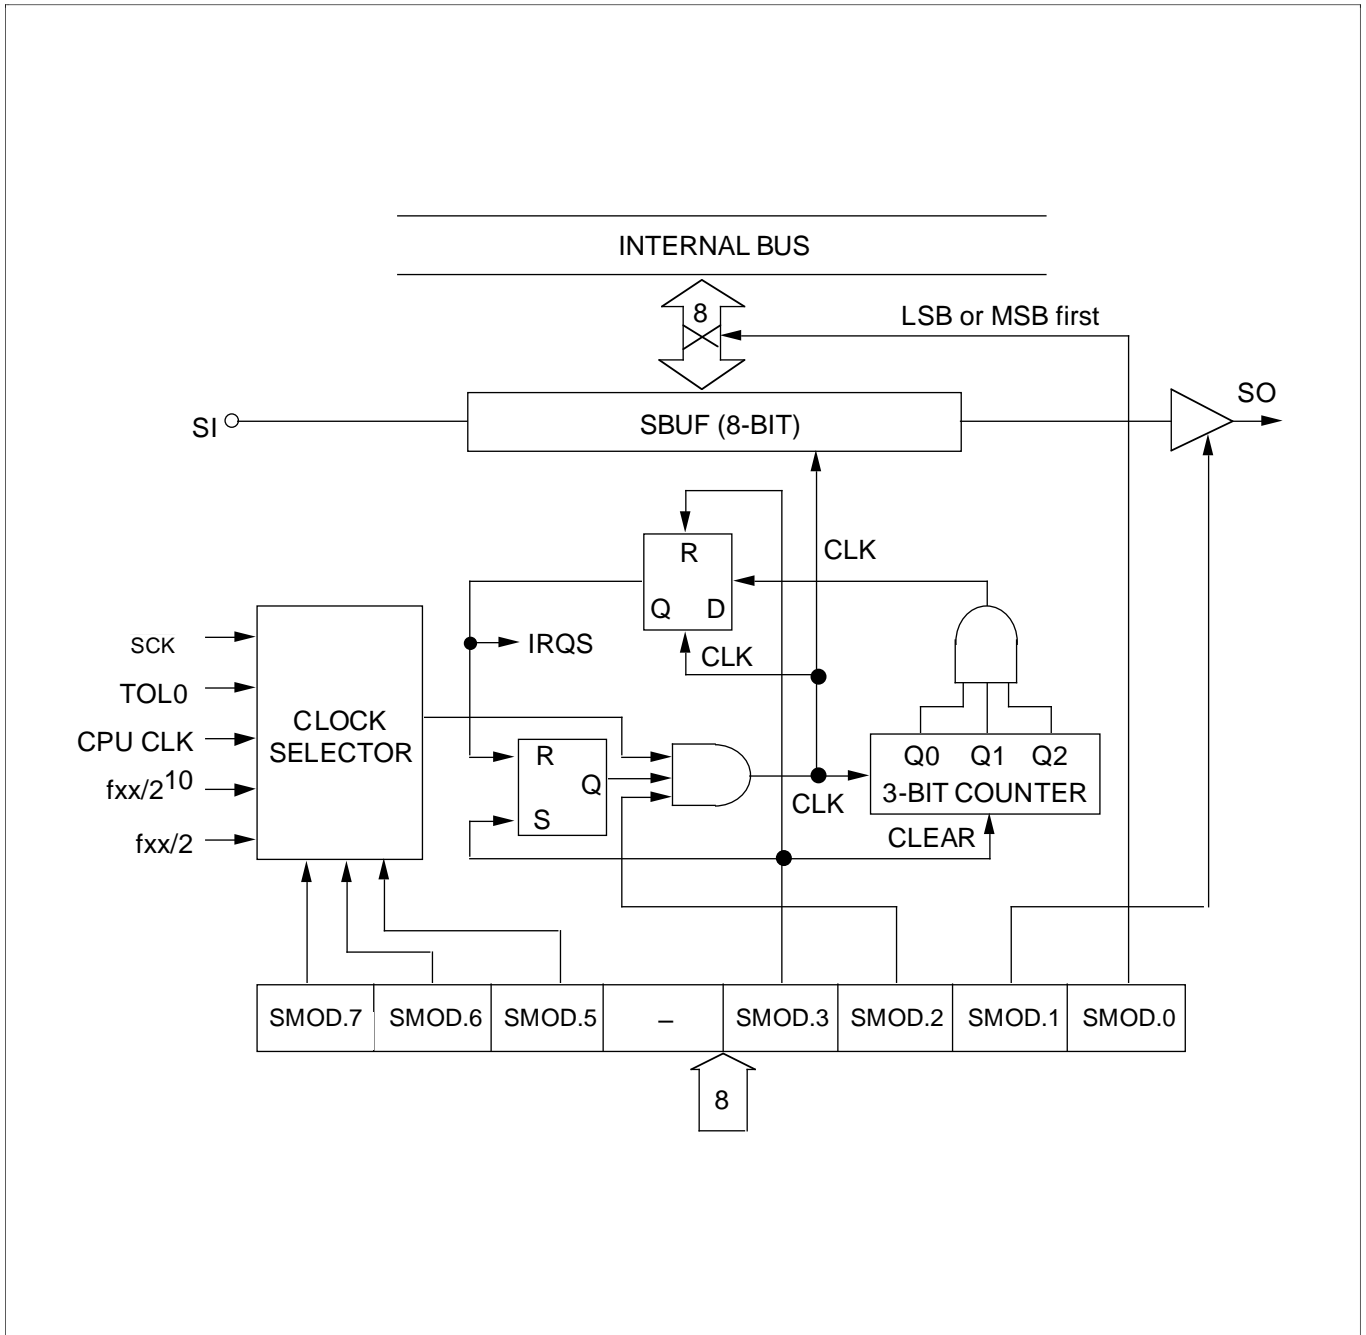 INTERNAL BUS
8
LSB or MSB first
SI
SBUF (8-BIT)
SO
R
CLK
Q D
IRQS
CLK
SCK
TOL0
CPU CLK
fxx/2^10
fxx/2
CLOCK
SELECTOR
R
Q
S
CLK
Q0 Q1 Q2
3-BIT COUNTER
CLEAR
SMOD.7 SMOD.6 SMOD.5 – SMOD.3 SMOD.2 SMOD.1 SMOD.0
8